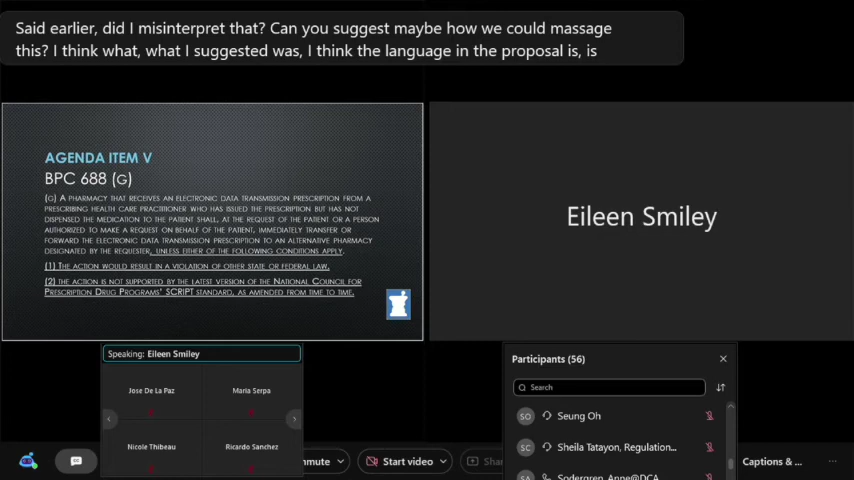 Said earlier, did I misinterpret that? Can you suggest maybe how we could massage
this? I think what, what I suggested was, I think the language in the proposal is, is
AGENDA ITEM V
BPC 688 (G)
(G) A PHARMACY THAT RECEIVES AN ELECTRONIC DATA TRANSMISSION PRESCRIPTION FROM A
PRESCRIBING HEALTH CARE PRACTITIONER WHO HAS ISSUED THE PRESCRIPTION BUT HAS NOT
DISPENSED THE MEDICATION TO THE PATIENT SHALL, AT THE REQUEST OF THE PATIENT OR A PERSON
AUTHORIZED TO MAKE A REQUEST ON BEHALF OF THE PATIENT, IMMEDIATELY TRANSFER OR
FORWARD THE ELECTRONIC DATA TRANSMISSION PRESCRIPTION TO AN ALTERNATIVE PHARMACY
DESIGNATED BY THE REQUESTER, UNLESS EITHER OF THE FOLLOWING CONDITIONS APPLY.
(1) THE ACTION WOULD RESULT IN A VIOLATION OF OTHER STATE OR FEDERAL LAW.
(2) THE ACTION IS NOT SUPPORTED BY THE LATEST VERSION OF THE NATIONAL COUNCIL FOR
PRESCRIPTION DRUG PROGRAMS' SCRIPT STANDARD, AS AMENDED FROM TIME TO TIME.
Eileen Smiley
Speaking: Eileen Smiley
Jose De La Paz
Maria Serpa
Nicole Thibeau
Ricardo Sanchez
Participants (56)
Search
SO Seung Oh
SC Sheila Tatayon, Regulation...
SA Sodergren, Anne@DCA
mute
Start video
Shar
Captions & ...